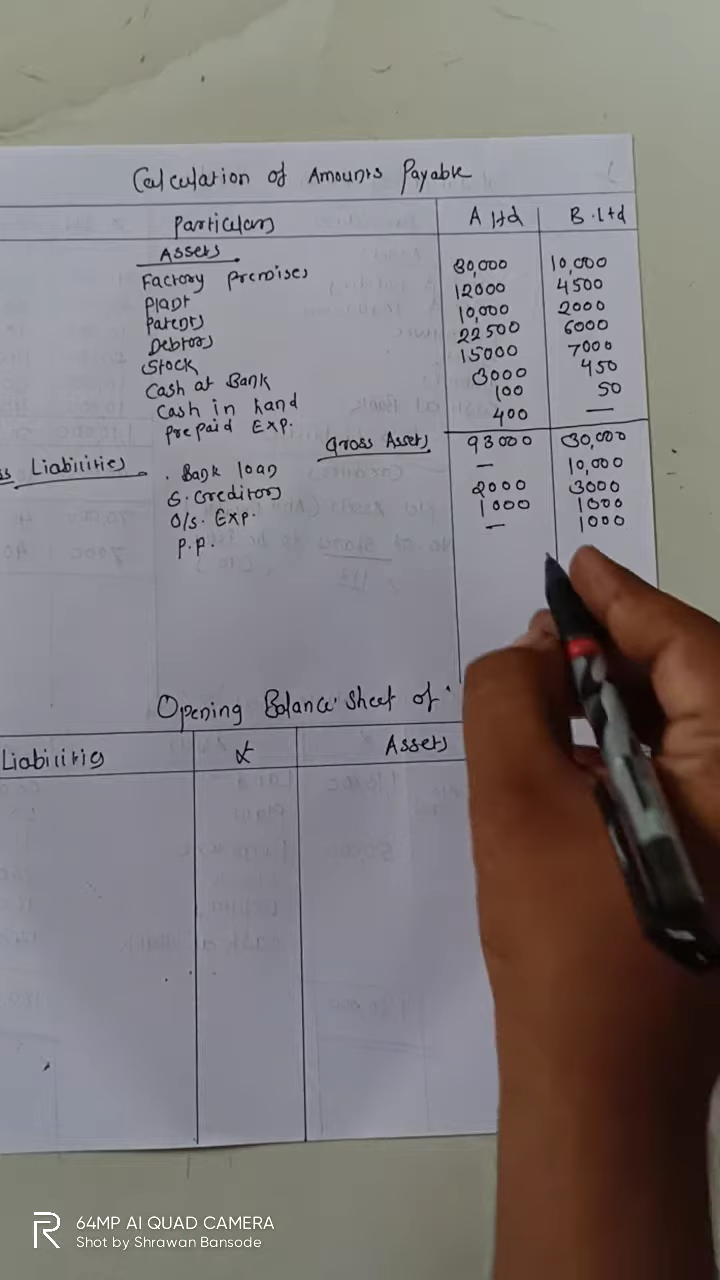 Calculation of Amounts Payable
Particulars A ltd B. Ltd
Assets
Factory premises 30,000 10,000
Plant 12000 4500
Patents 10,000 2000
Debtors 22500 6000
Stock 15000 7000
Cash at Bank 3000 450
Cash in hand 100 50
Prepaid Exp. 400 —
Gross Assets 93000 30,000
Liabilities
Bank loan — 10,000
S. Creditors 2000 3000
O/s. Exp. 1000 1000
P.P. — 1000
Opening Balance Sheet of
Liabilities Assets
64MP AI QUAD CAMERA
Shot by Shrawan Bansode